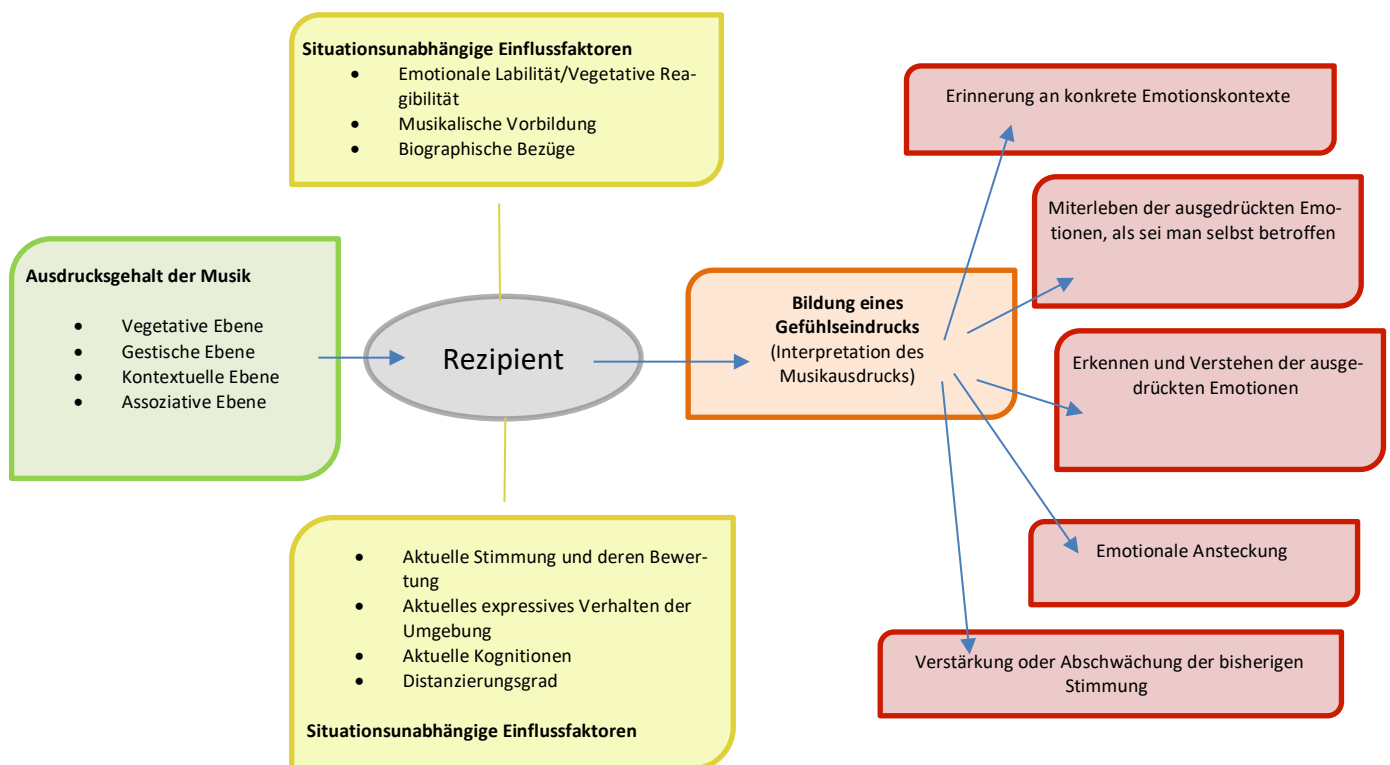 Situationsunabhängige Einflussfaktoren
• Emotionale Labilität/Vegetative Rea-
gibilität
• Musikalische Vorbildung
• Biographische Bezüge
Ausdrucksgehalt der Musik
• Vegetative Ebene
• Gestische Ebene
• Kontextuelle Ebene
• Assoziative Ebene
Rezipient
• Aktuelle Stimmung und deren Bewer-
tung
• Aktuelles expressives Verhalten der
Umgebung
• Aktuelle Kognitionen
• Distanzierungsgrad
Situationsunabhängige Einflussfaktoren
Bildung eines
Gefühlseindrucks
(Interpretation des
Musikausdrucks)
Erinnerung an konkrete Emotionskontexte
Miterleben der ausgedrückten Emo-
tionen, als sei man selbst betroffen
Erkennen und Verstehen der ausge-
drückten Emotionen
Emotionale Ansteckung
Verstärkung oder Abschwächung der bisherigen
Stimmung